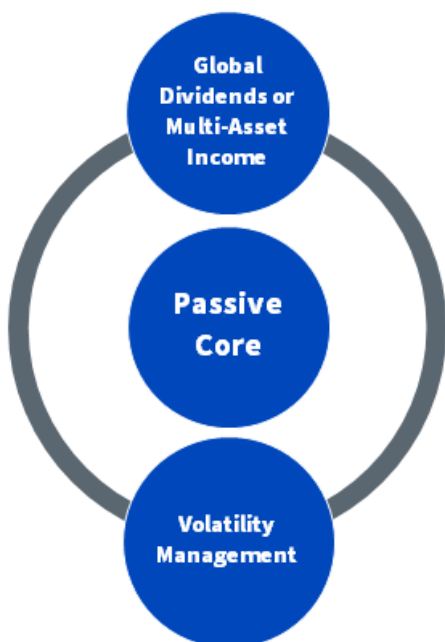 Global
Dividends or
Multi-Asset
Income
Passive
Core
Volatility
Management